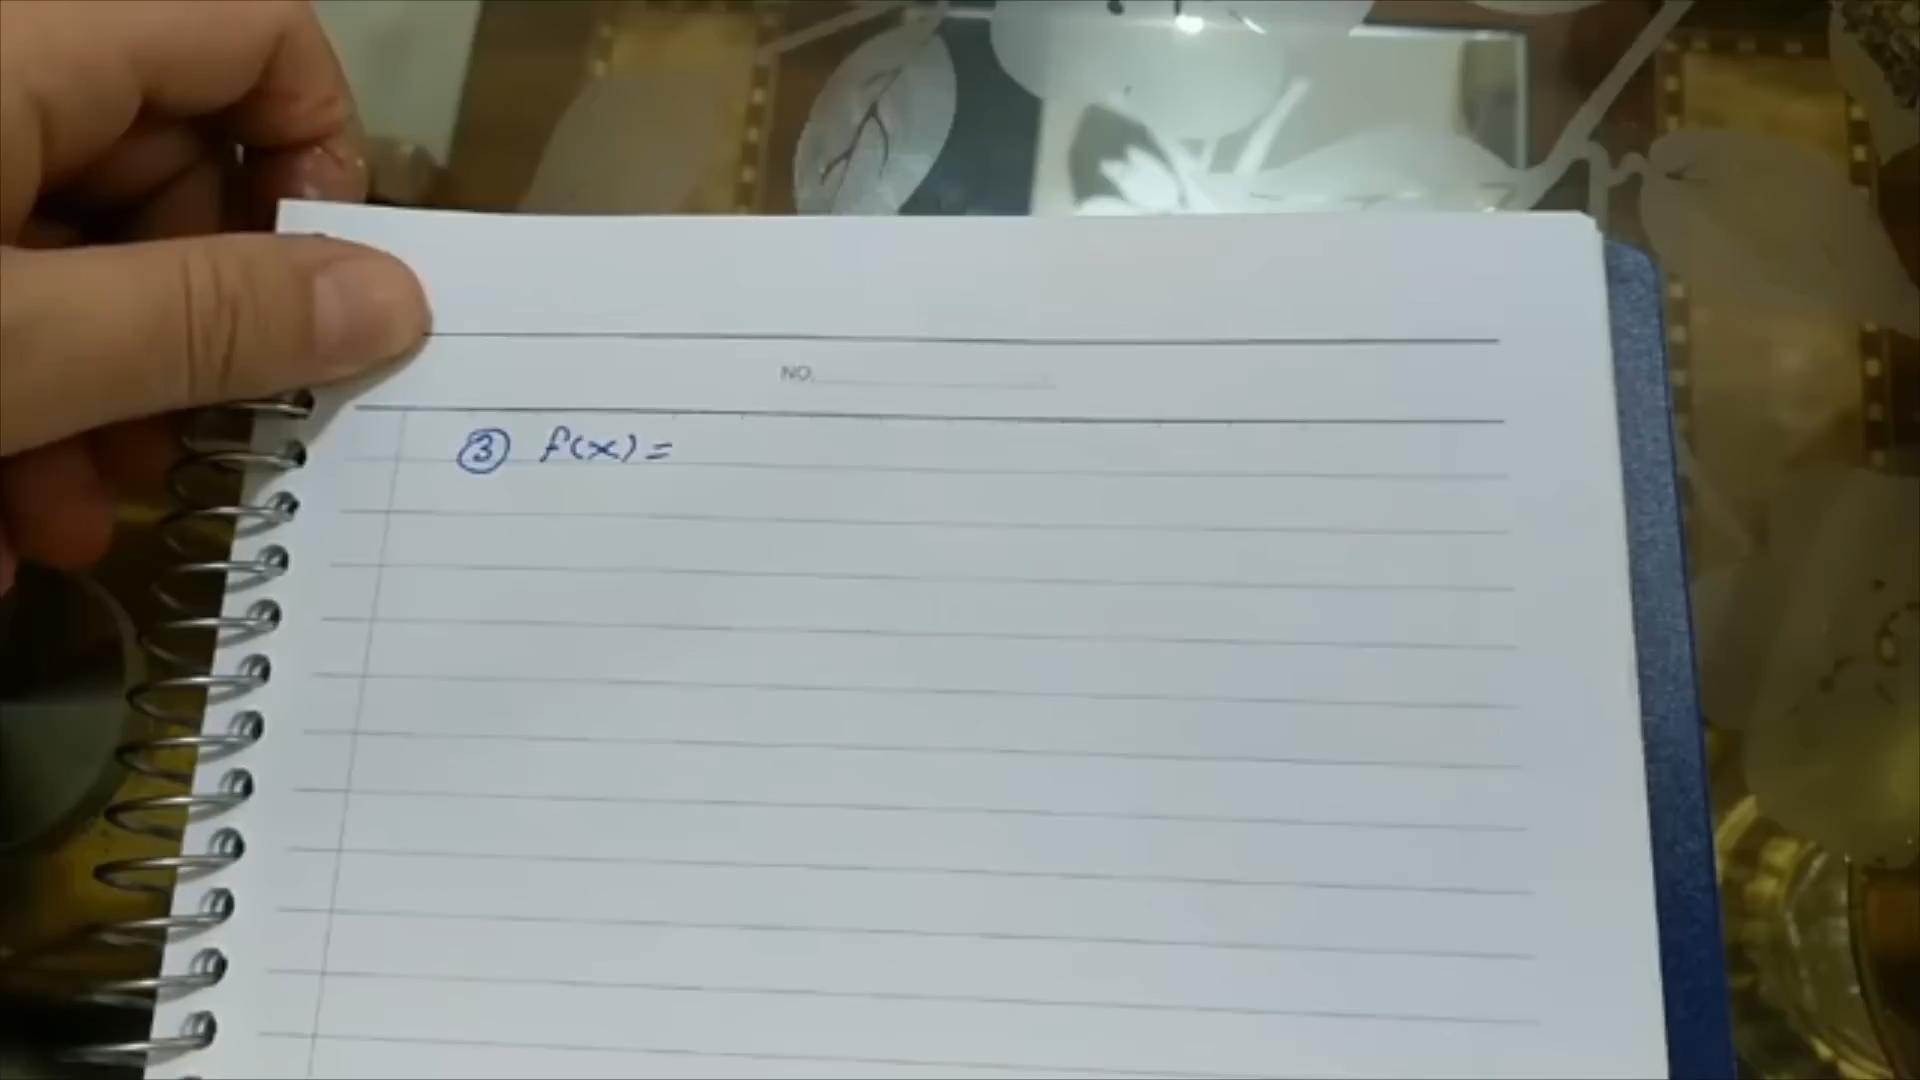 NO.
③ f(x) =